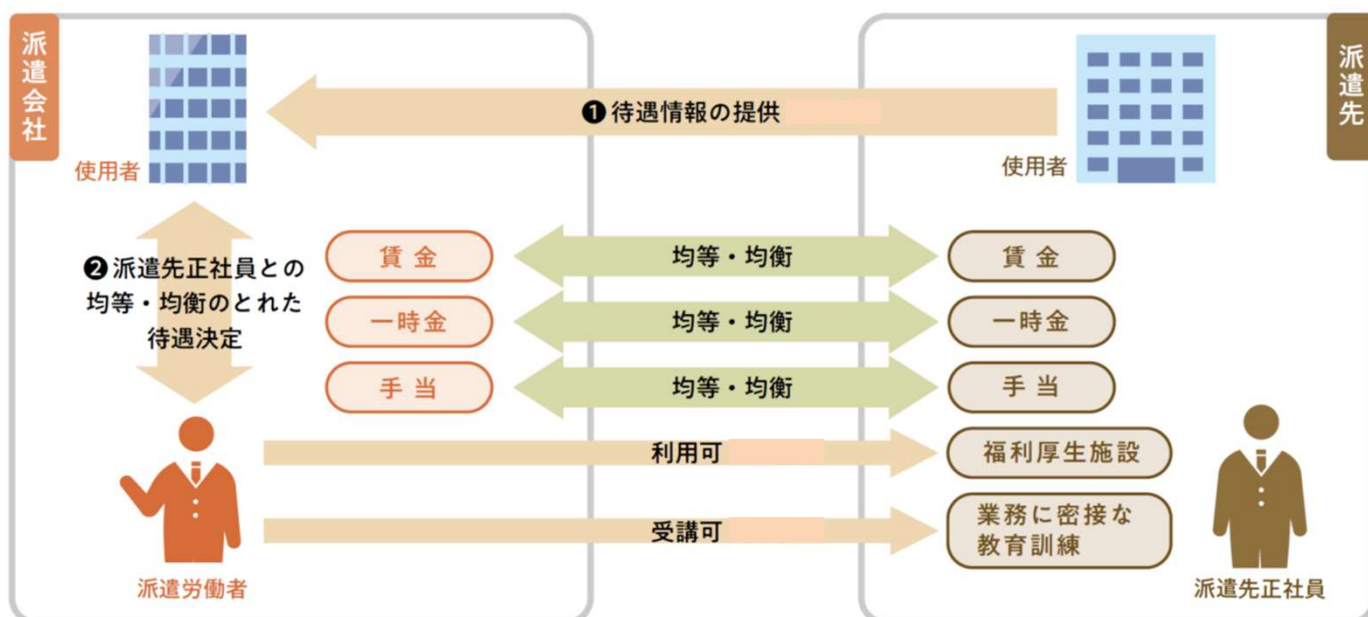 派遣会社
派遣先
❶待遇情報の提供
使用者
使用者
❷派遣先正社員との
均等・均衡のとれた
待遇決定
賃金
均等・均衡
賃金
一時金
均等・均衡
一時金
手当
均等・均衡
手当
利用可
福利厚生施設
受講可
業務に密接な
教育訓練
派遣労働者
派遣先正社員